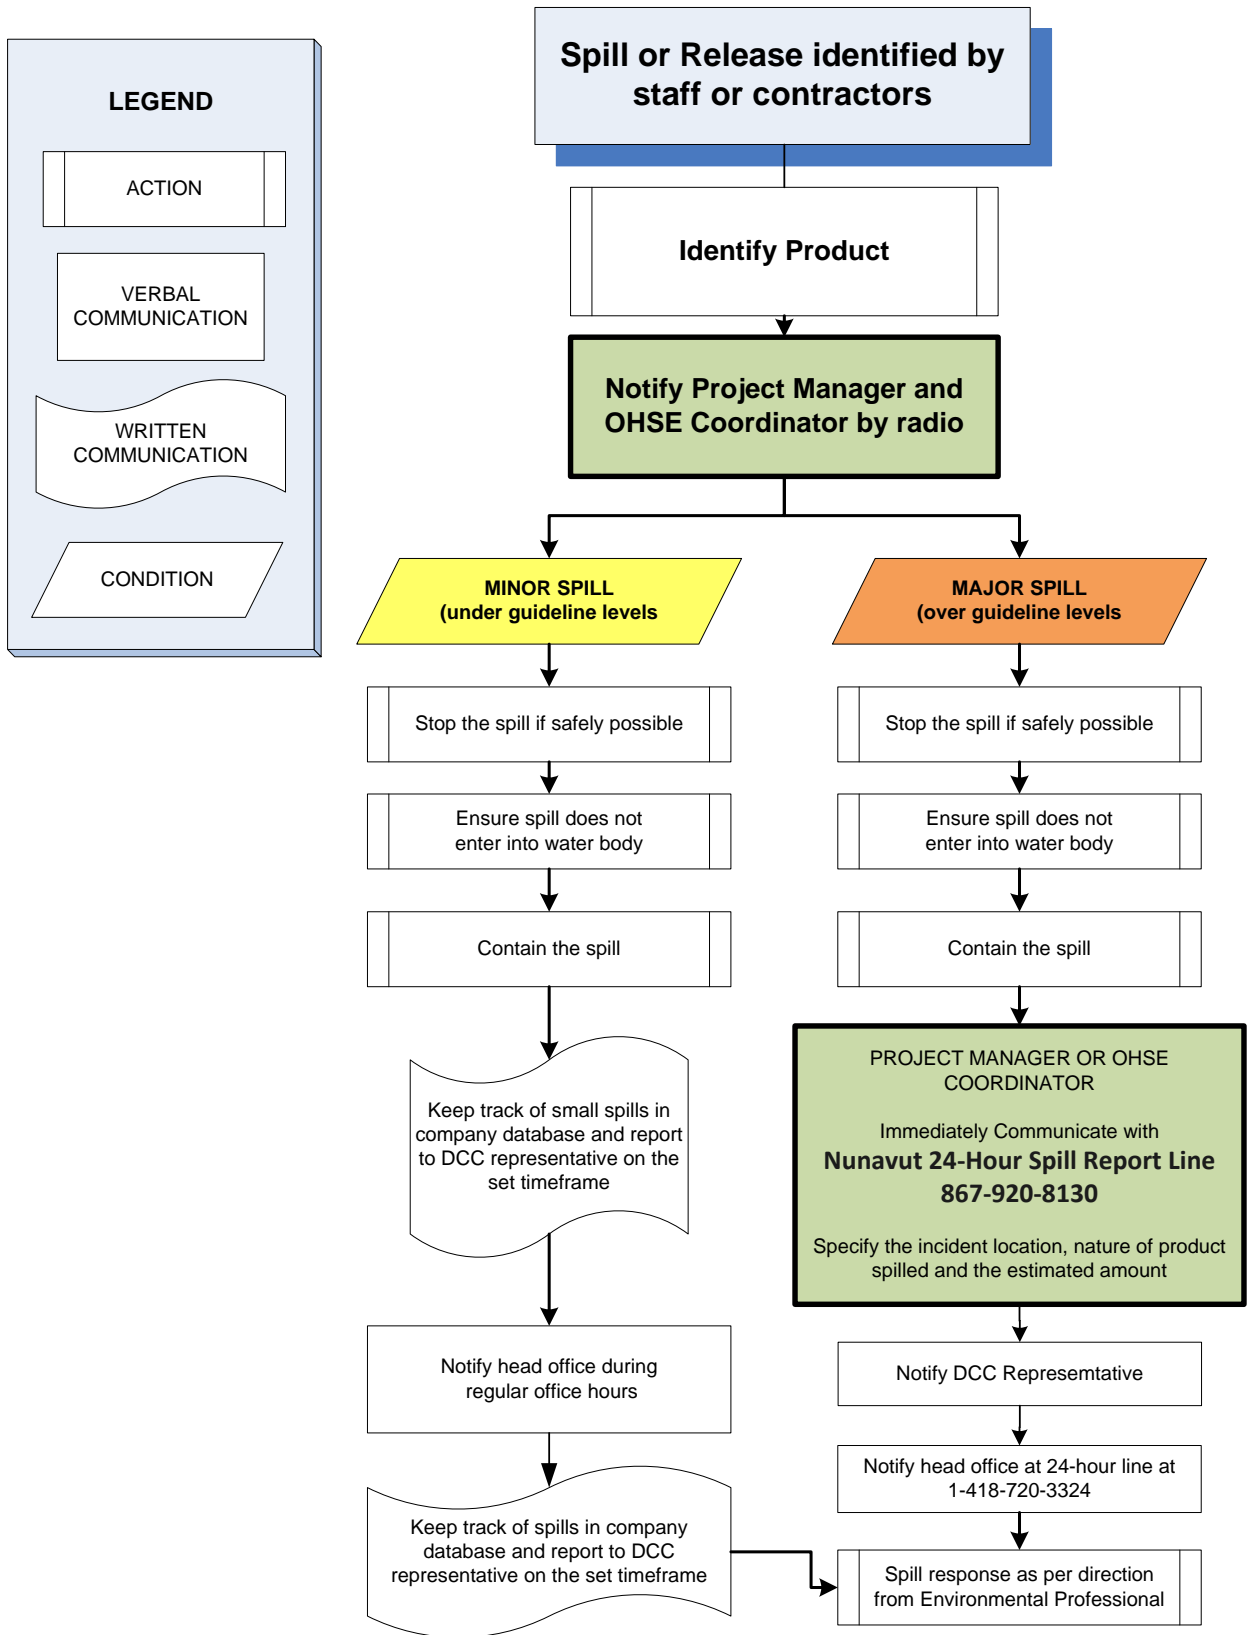 LEGEND
ACTION
VERBAL
COMMUNICATION
WRITTEN
COMMUNICATION
CONDITION
Spill or Release identified by
staff or contractors
Identify Product
Notify Project Manager and
OHSE Coordinator by radio
MINOR SPILL
(under guideline levels
Stop the spill if safely possible
Ensure spill does not
enter into water body
Contain the spill
Keep track of small spills in
company database and report
to DCC representative on the
set timeframe
Notify head office during
regular office hours
Keep track of spills in company
database and report to DCC
representative on the set timeframe
MAJOR SPILL
(over guideline levels
Stop the spill if safely possible
Ensure spill does not
enter into water body
Contain the spill
PROJECT MANAGER OR OHSE
COORDINATOR
Immediately Communicate with
Nunavut 24-Hour Spill Report Line
867-920-8130
Specify the incident location, nature of product
spilled and the estimated amount
Notify DCC Represemtative
Notify head office at 24-hour line at
1-418-720-3324
Spill response as per direction
from Environmental Professional